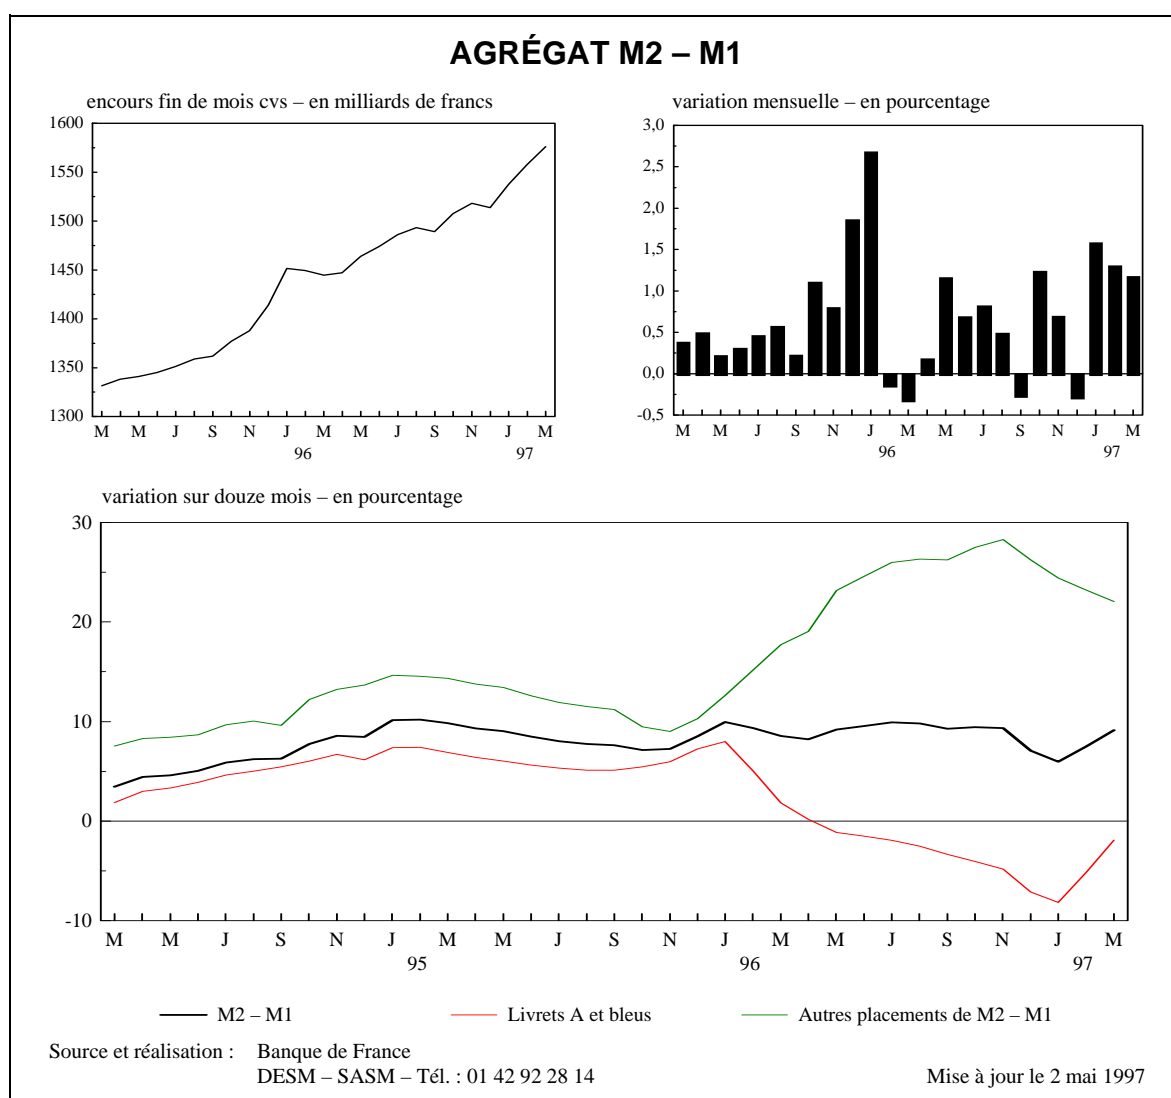 AGRÉGAT M2 – M1
encours fin de mois cvs – en milliards de francs
1600
1550
1500
1450
1400
1350
1300
M M J S N J M M J S N J M
96 97
variation mensuelle – en pourcentage
3,0
2,5
2,0
1,5
1,0
0,5
0,0
-0,5
M M J S N J M M J S N J M
96 97
variation sur douze mois – en pourcentage
30
20
10
0
-10
M M J S N J M M J S N J M M J S N J M
95 96 97
M2 – M1 Livrets A et bleus Autres placements de M2 – M1
Source et réalisation : Banque de France
DESM – SASM – Tél. : 01 42 92 28 14 Mise à jour le 2 mai 1997